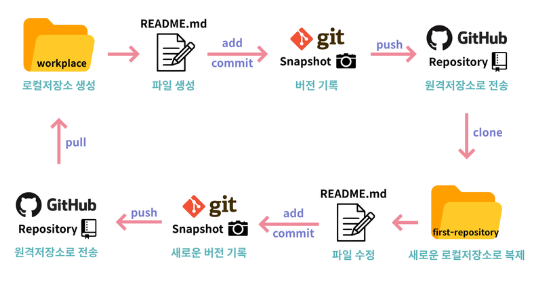 README.md
workplace
add
commit
git
Snapshot
push
GitHub
Repository
로컬저장소 생성
파일 생성
버전 기록
원격저장소로 전송
clone
pull
GitHub
Repository
push
git
Snapshot
add
commit
README.md
first-repository
원격저장소로 전송
새로운 버전 기록
파일 수정
새로운 로컬저장소로 복제